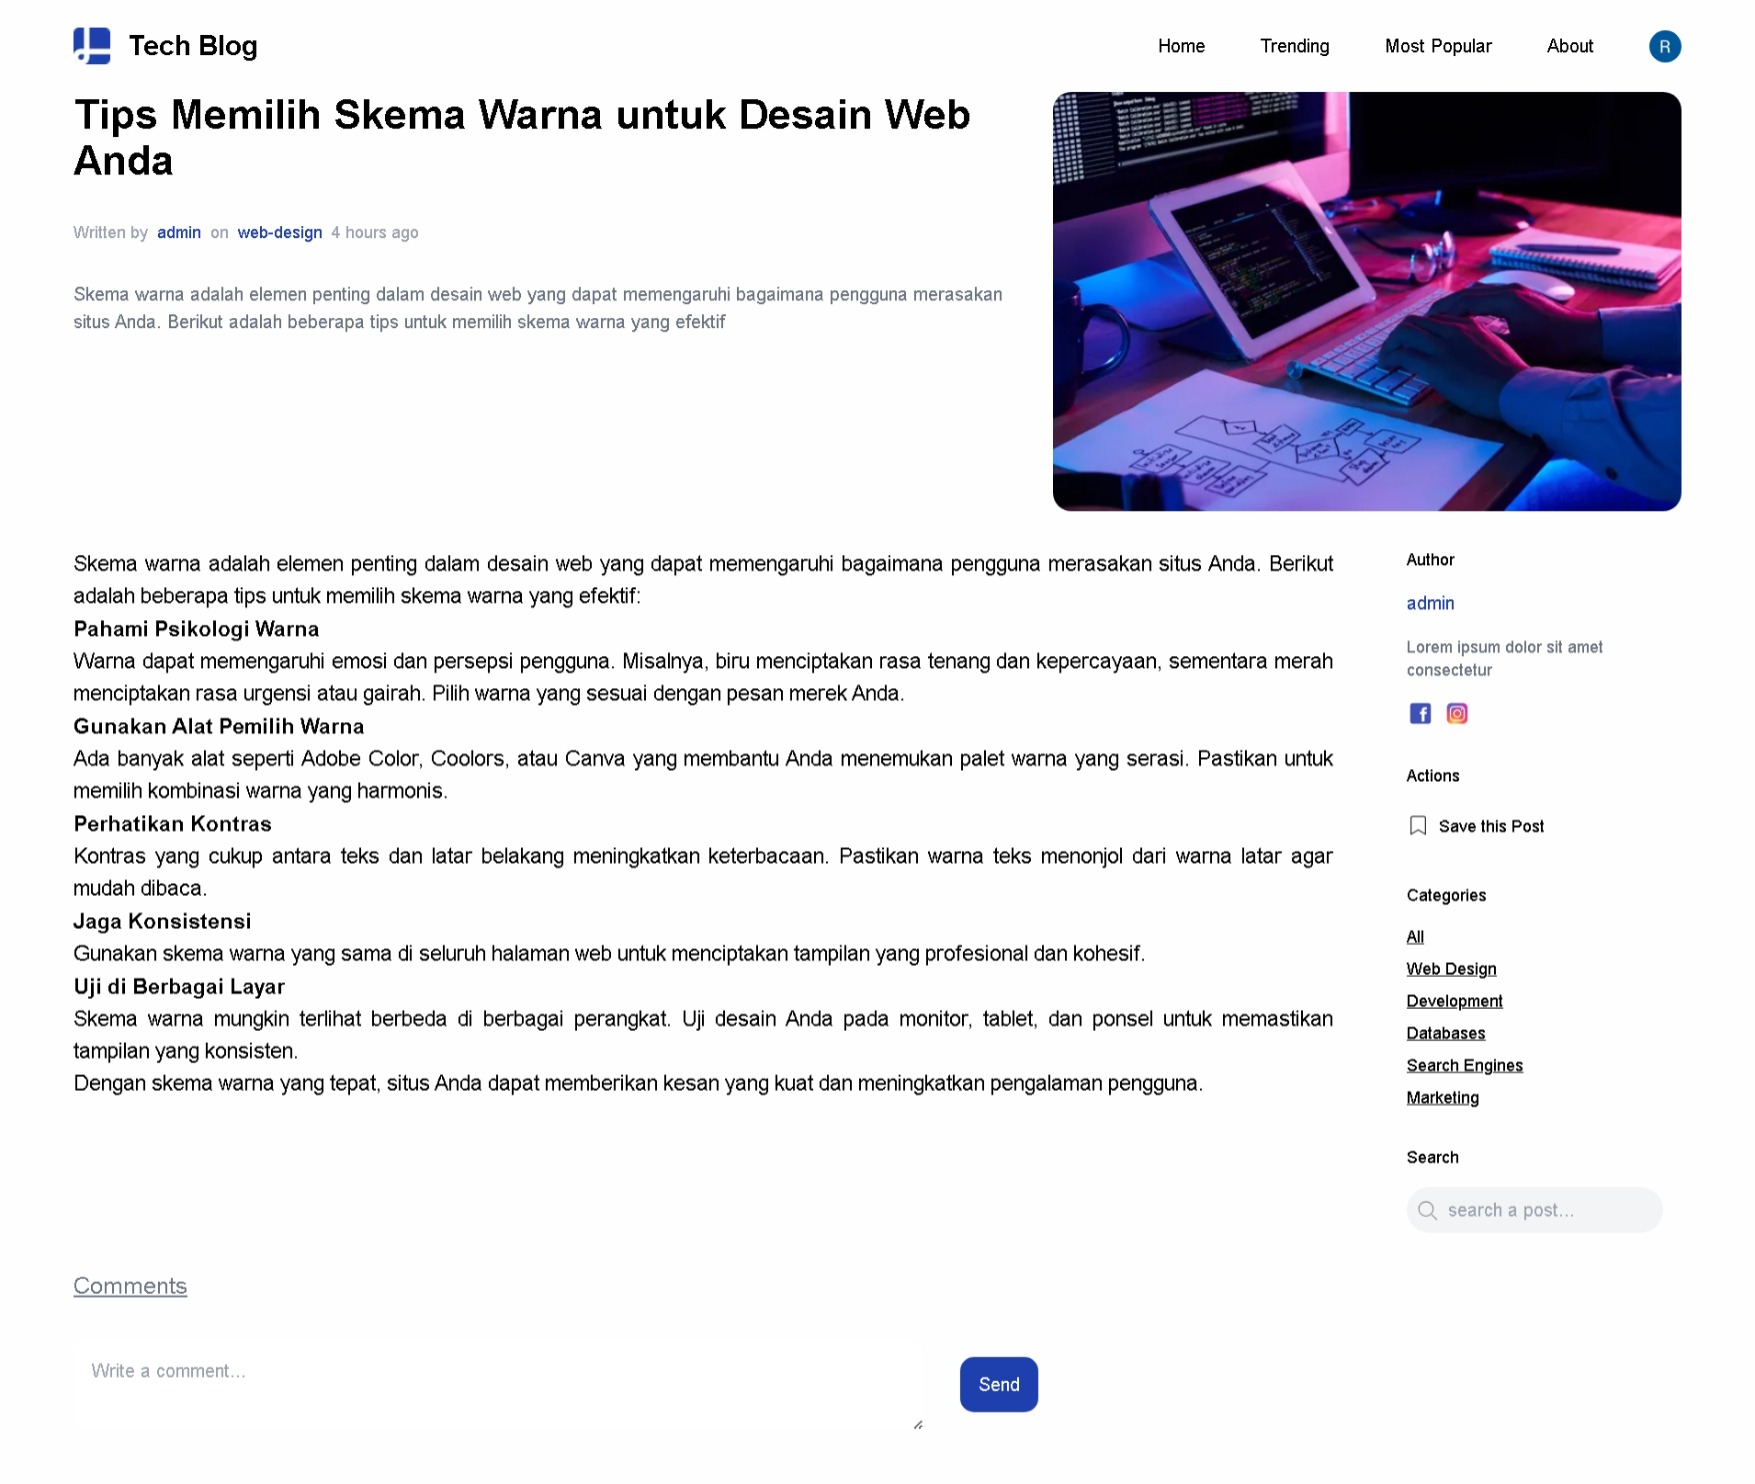 Tech Blog
Home
Trending
Most Popular
About
R
Tips Memilih Skema Warna untuk Desain Web
Anda
Written by admin on web-design 4 hours ago
Skema warna adalah elemen penting dalam desain web yang dapat memengaruhi bagaimana pengguna merasakan
situs Anda. Berikut adalah beberapa tips untuk memilih skema warna yang efektif
Skema warna adalah elemen penting dalam desain web yang dapat memengaruhi bagaimana pengguna merasakan situs Anda. Berikut
adalah beberapa tips untuk memilih skema warna yang efektif:
Pahami Psikologi Warna
Warna dapat memengaruhi emosi dan persepsi pengguna. Misalnya, biru menciptakan rasa tenang dan kepercayaan, sementara merah
menciptakan rasa urgensi atau gairah. Pilih warna yang sesuai dengan pesan merek Anda.
Gunakan Alat Pemilih Warna
Ada banyak alat seperti Adobe Color, Coolors, atau Canva yang membantu Anda menemukan palet warna yang serasi. Pastikan untuk
memilih kombinasi warna yang harmonis.
Perhatikan Kontras
Kontras yang cukup antara teks dan latar belakang meningkatkan keterbacaan. Pastikan warna teks menonjol dari warna latar agar
mudah dibaca.
Jaga Konsistensi
Gunakan skema warna yang sama di seluruh halaman web untuk menciptakan tampilan yang profesional dan kohesif.
Uji di Berbagai Layar
Skema warna mungkin terlihat berbeda di berbagai perangkat. Uji desain Anda pada monitor, tablet, dan ponsel untuk memastikan
tampilan yang konsisten.
Dengan skema warna yang tepat, situs Anda dapat memberikan kesan yang kuat dan meningkatkan pengalaman pengguna.
Author
admin
Lorem ipsum dolor sit amet
consectetur
Actions
Save this Post
Categories
All
Web Design
Development
Databases
Search Engines
Marketing
Search
search a post...
Comments
Write a comment...
Send